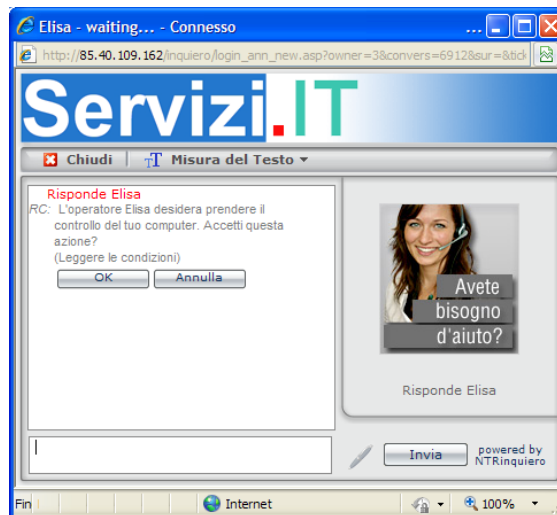 Elisa - waiting... - Connesso
...
http://85.40.109.162/inquiero/login_ann_new.asp?owner=3&convers=6912&sur=&tick
Servizi.IT
Chiudi
Misura del Testo
Risponde Elisa
RC: L'operatore Elisa desidera prendere il
controllo del tuo computer. Accetti questa
azione?
(Leggere le condizioni)
OK Annulla
Avete
bisogno
d'aiuto?
Risponde Elisa
Invia
powered by
NTRinquiero
Fin
Internet
100%